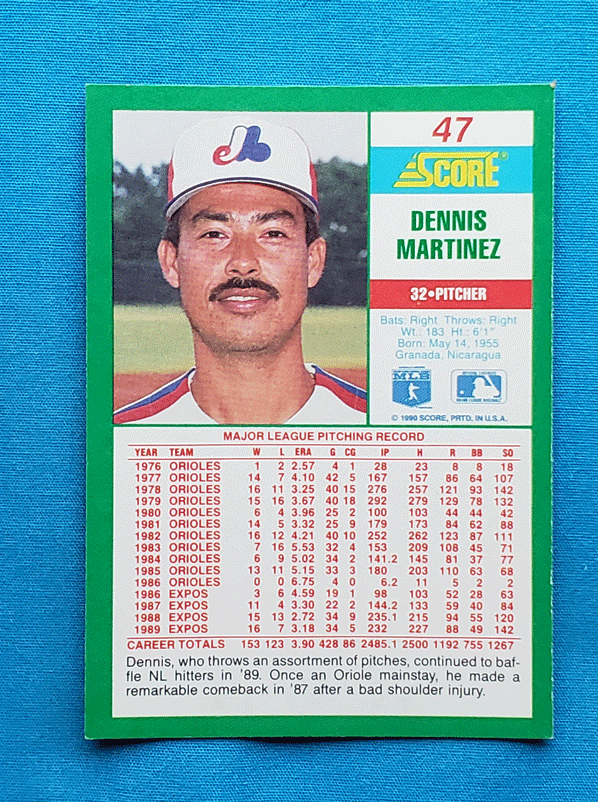 47
SCORE®
DENNIS
MARTINEZ
32•PITCHER
Bats: Right Throws: Right
Wt.: 183 Ht.: 6'1"
Born: May 14, 1955
Granada, Nicaragua
MLB
© 1990 SCORE, PRTD. IN U.S.A.
MAJOR LEAGUE PITCHING RECORD
YEAR TEAM W L ERA G CG IP H R BB SO
1976 ORIOLES 1 2 2.57 4 1 28 23 8 8 18
1977 ORIOLES 14 7 4.10 42 5 167 157 86 64 107
1978 ORIOLES 16 11 3.25 40 15 276 257 121 93 142
1979 ORIOLES 15 16 3.67 40 18 292 279 129 78 132
1980 ORIOLES 6 4 3.96 25 2 100 103 44 44 42
1981 ORIOLES 14 5 3.32 25 9 179 173 84 62 88
1982 ORIOLES 16 12 4.21 40 10 252 262 123 87 111
1983 ORIOLES 7 16 5.53 32 4 153 209 108 45 71
1984 ORIOLES 6 9 5.02 34 2 141.2 145 81 37 77
1985 ORIOLES 13 11 5.15 33 3 180 203 110 63 68
1986 ORIOLES 0 0 6.75 4 0 6.2 11 5 2 2
1986 EXPOS 3 6 4.59 19 1 98 103 52 28 63
1987 EXPOS 11 4 3.30 22 2 144.2 133 59 40 84
1988 EXPOS 15 13 2.72 34 9 235.1 215 94 55 120
1989 EXPOS 16 7 3.18 34 5 232 227 88 49 142
CAREER TOTALS 153 123 3.90 428 86 2485.1 2500 1192 755 1267
Dennis, who throws an assortment of pitches, continued to baf-
fle NL hitters in '89. Once an Oriole mainstay, he made a
remarkable comeback in '87 after a bad shoulder injury.